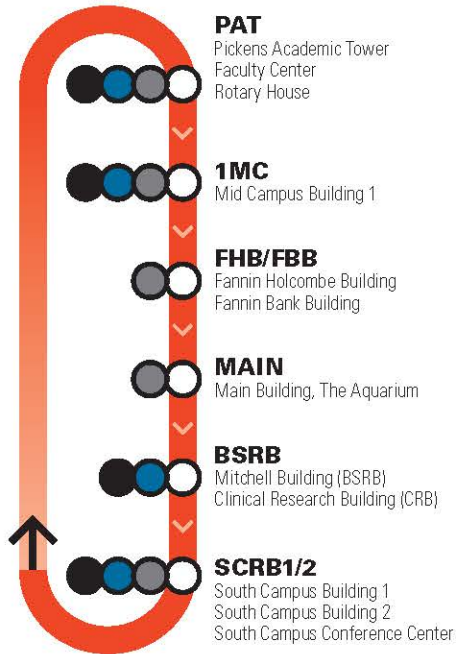 PAT
Pickens Academic Tower
Faculty Center
Rotary House
1MC
Mid Campus Building 1
FHB/FBB
Fannin Holcombe Building
Fannin Bank Building
MAIN
Main Building, The Aquarium
BSRB
Mitchell Building (BSRB)
Clinical Research Building (CRB)
SCRB1/2
South Campus Building 1
South Campus Building 2
South Campus Conference Center